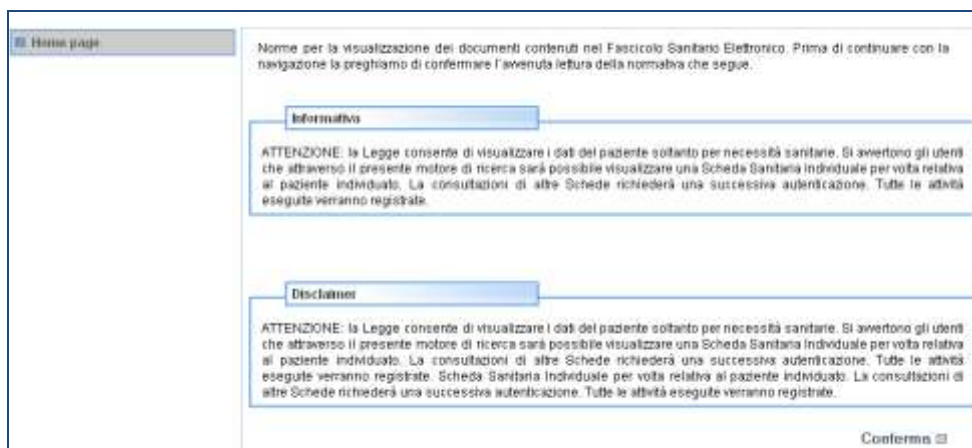 Home page
Norme per la visualizzazione dei documenti contenuti nel Fascicolo Sanitario Elettronico. Prima di continuare con la
navigazione la preghiamo di confermare l'avvenuta lettura della normativa che segue.
Informativa
ATTENZIONE: la Legge consente di visualizzare i dati del paziente soltanto per necessità sanitarie. Si avvertono gli utenti
che attraverso il presente motore di ricerca sarà possibile visualizzare una Scheda Sanitaria Individuale per volta relativa
al paziente individuato. La consultazioni di altre Schede richiederà una successiva autenticazione. Tutte le attività
eseguite verranno registrate.
Disclaimer
ATTENZIONE: la Legge consente di visualizzare i dati del paziente soltanto per necessità sanitarie. Si avvertono gli utenti
che attraverso il presente motore di ricerca sarà possibile visualizzare una Scheda Sanitaria Individuale per volta relativa
al paziente individuato. La consultazioni di altre Schede richiederà una successiva autenticazione. Tutte le attività
eseguite verranno registrate. Scheda Sanitaria Individuale per volta relativa al paziente individuato. La consultazioni di
altre Schede richiederà una successiva autenticazione. Tutte le attività eseguite verranno registrate.
Conferma